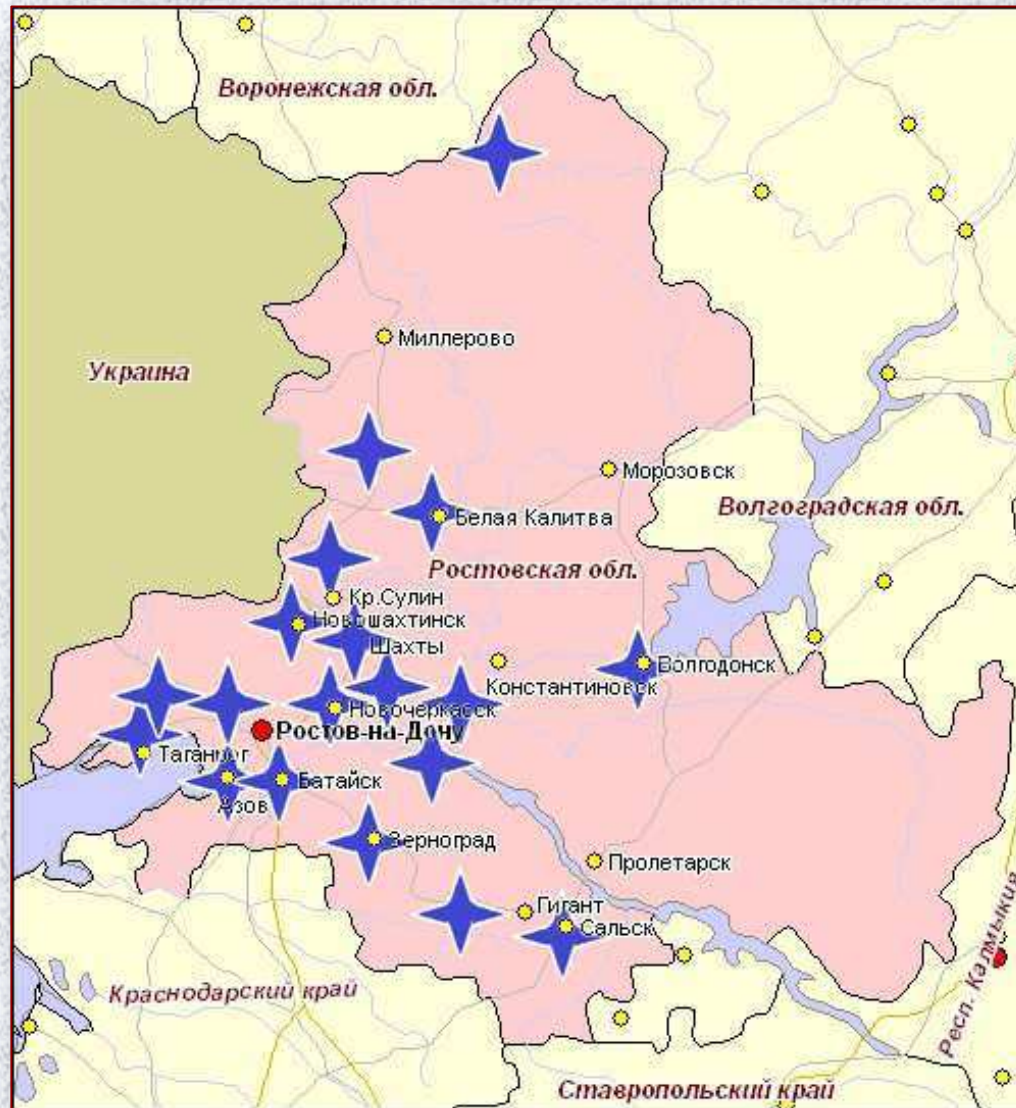 Воронежская обл.
Миллерово
Украина
Морозовск
Волгоградская обл.
Белая Калитва
Ростовская обл.
Кр.Сулин
Новошахтинск
Шахты
Волгодонск
Константиновск
Новочеркасск
Ростов-на-Дону
Таганрог
Батайск
Азов
Зерноград
Пролетарск
Гигант
Сальск
Краснодарский край
Респ. Калмыкия
Ставропольский край